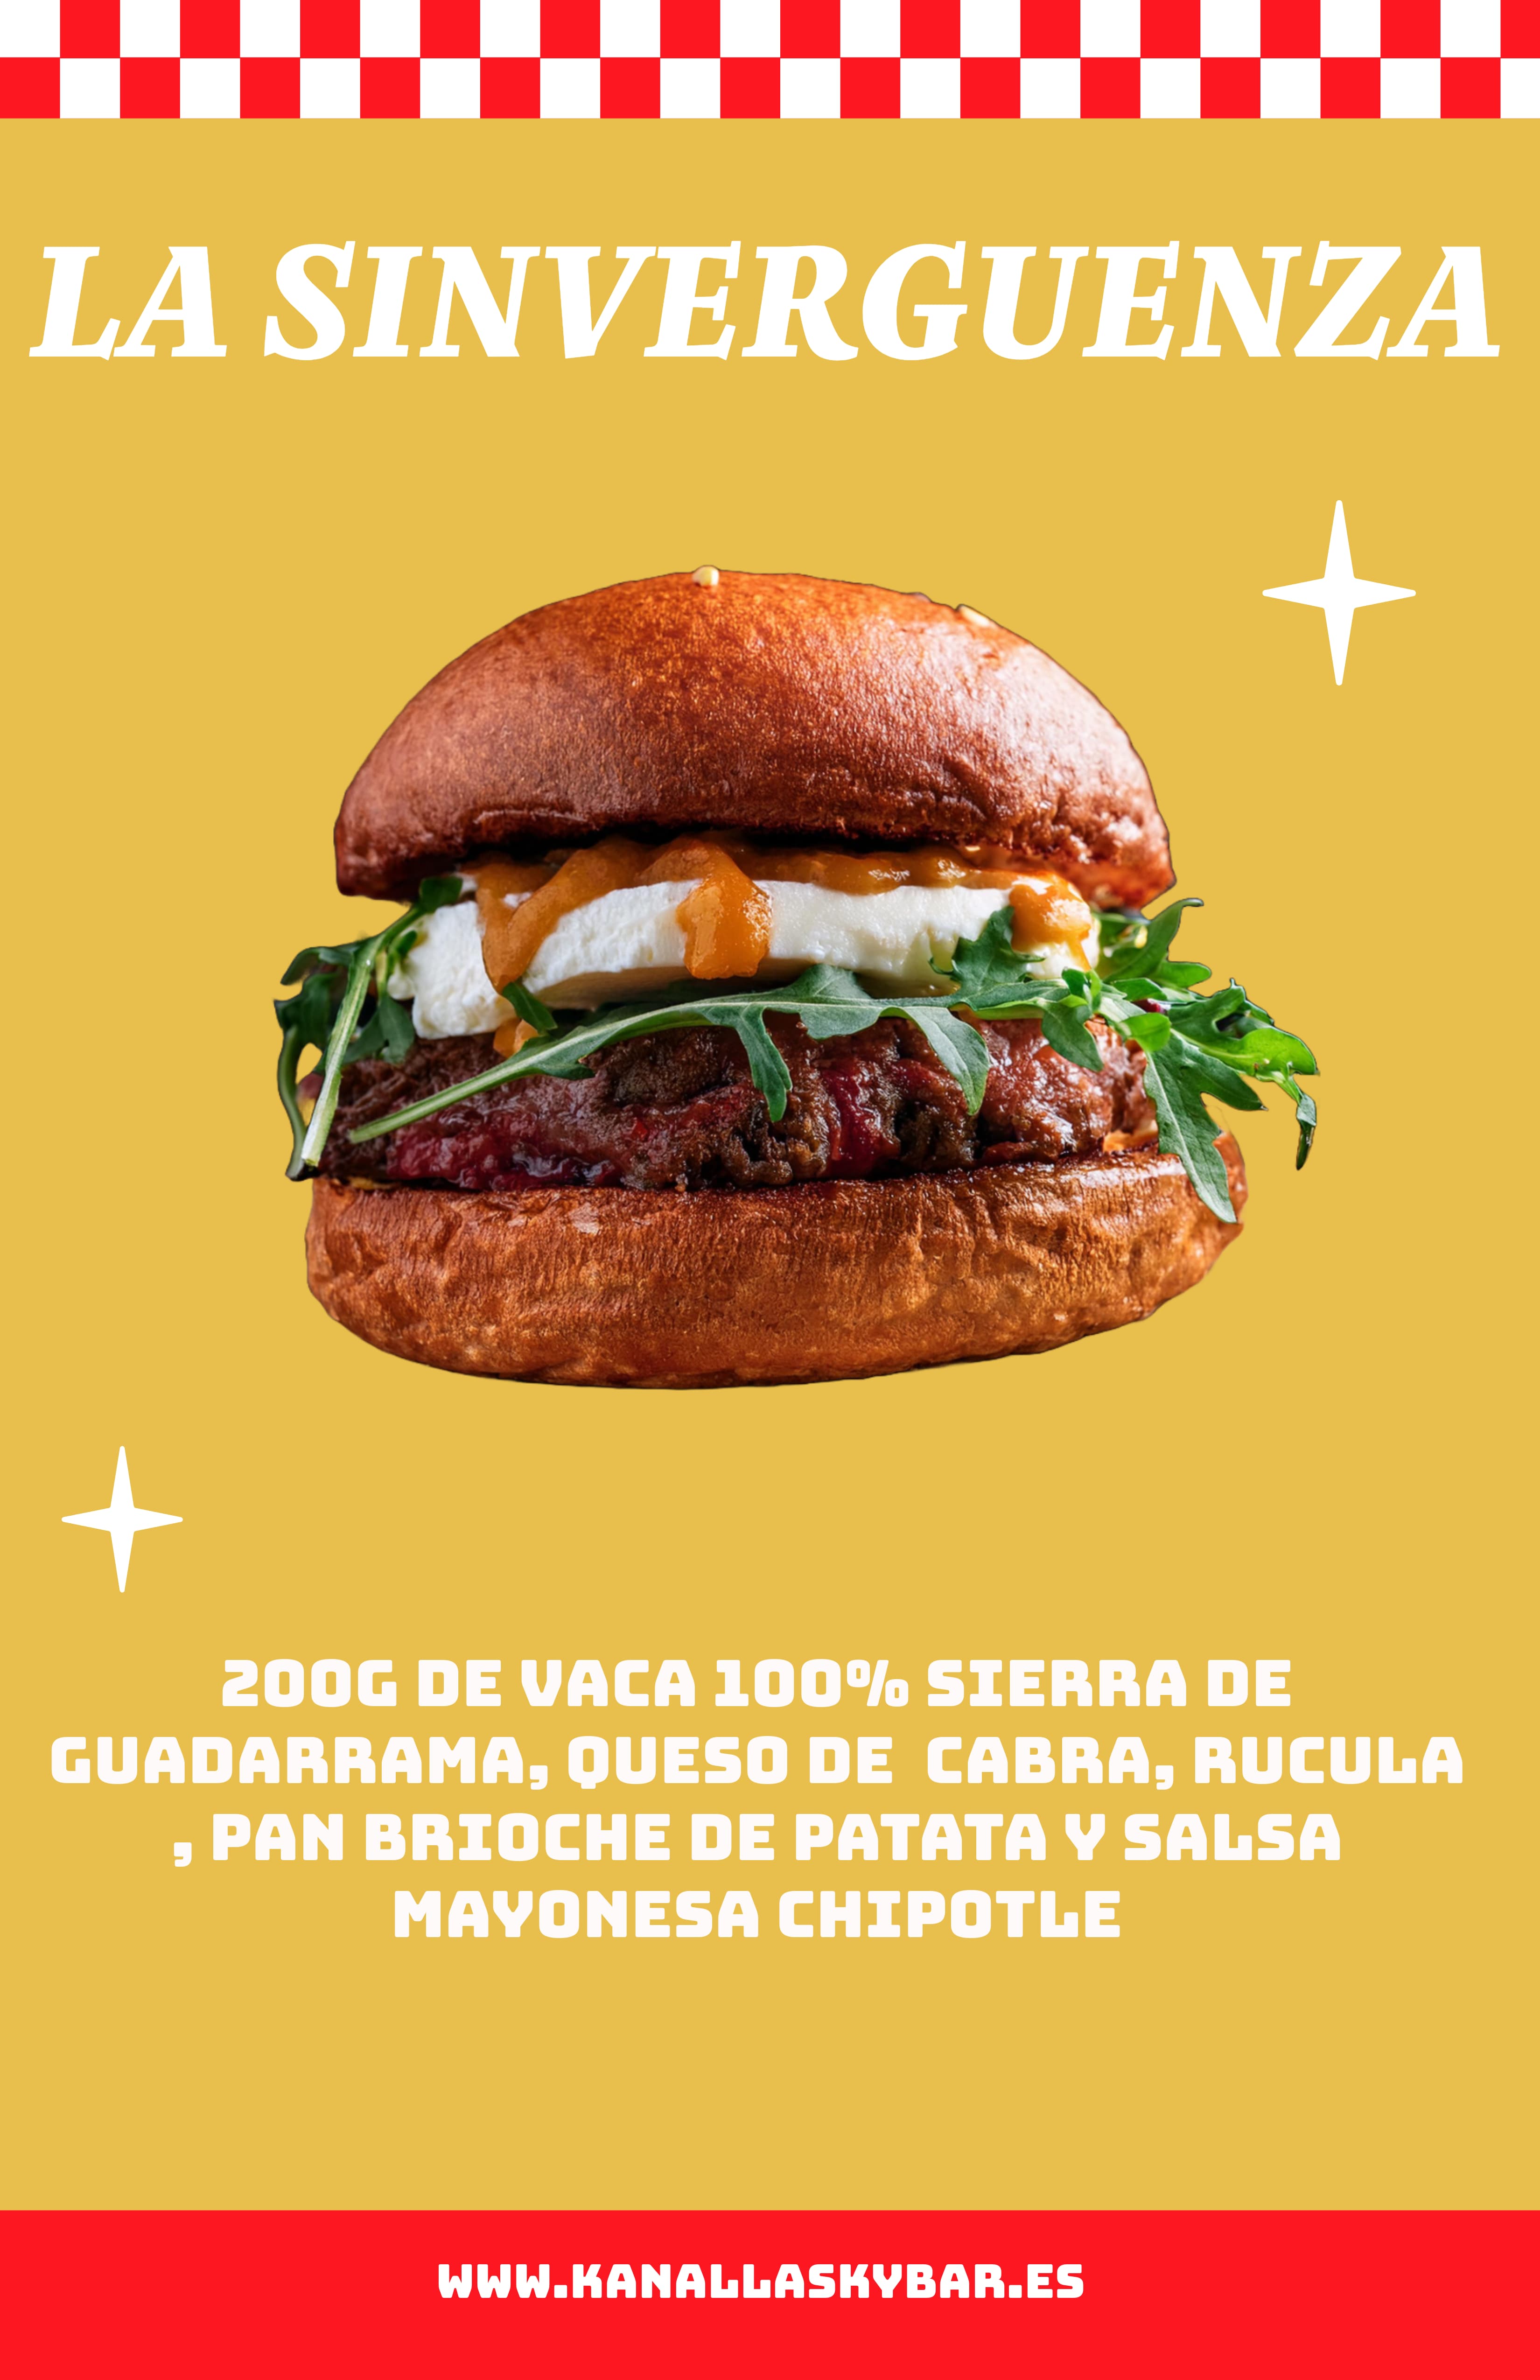 LA SINVERGUENZA
200G DE VACA 100% SIERRA DE
GUADARRAMA, QUESO DE  CABRA, RUCULA
, PAN BRIOCHE DE PATATA Y SALSA
MAYONESA CHIPOTLE
WWW.KANALLASKYBAR.ES